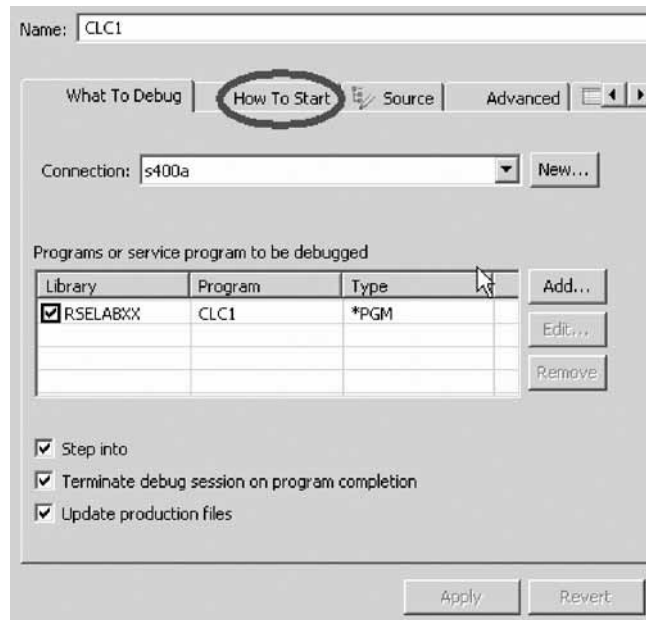 Name: CLC1
What To Debug How To Start Source Advanced
Connection: s400a New...
Programs or service program to be debugged
Library Program Type Add...
RSELABXX CLC1 *PGM
Edit...
Remove
Step into
Terminate debug session on program completion
Update production files
Apply Revert